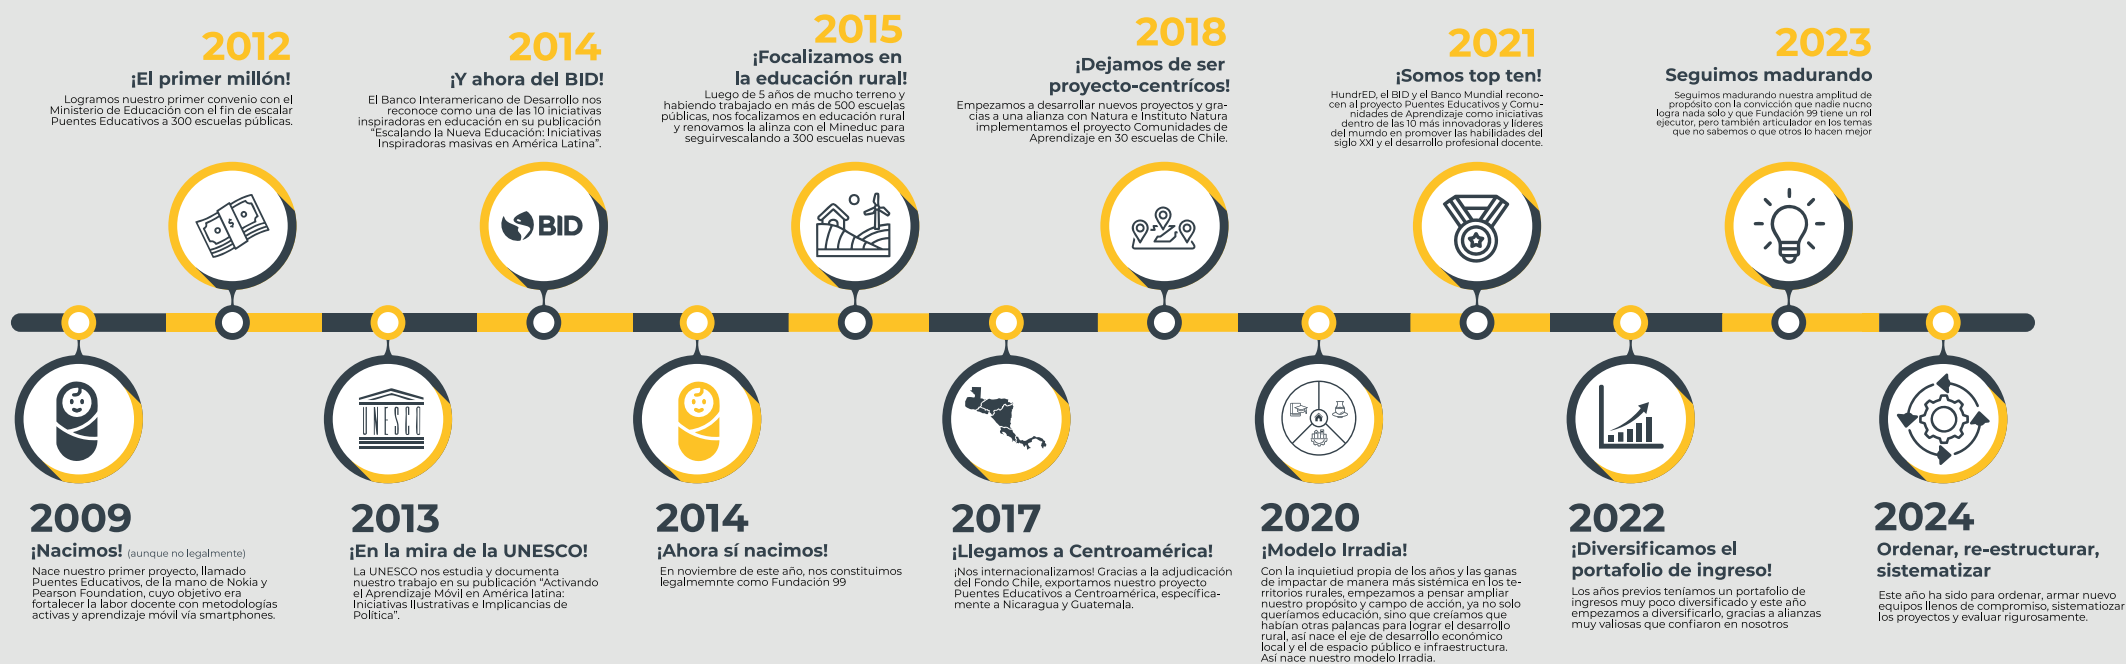 2012
¡El primer millón!
Logramos nuestro primer convenio con el
Ministerio de Educación con el fin de escalar
Puentes Educativos a 300 escuelas públicas.
2014
¡Y ahora del BID!
El Banco Interamericano de Desarrollo nos
reconoce como una de las 10 iniciativas
inspiradoras en educación en su publicación
“Escalando la Nueva Educación: Iniciativas
Inspiradoras masivas en América Latina”.
2015
¡Focalizamos en
la educación rural!
Luego de 5 años de mucho terreno y
habiendo trabajado en más de 500 escuelas
públicas, nos focalizamos en educación rural
y renovamos la alinza con el Mineduc para
seguirvescalando a 300 escuelas nuevas
2018
¡Dejamos de ser
proyecto-centrícos!
Empezamos a desarrollar nuevos proyectos y gra-
cias a una alianza con Natura e Instituto Natura
implementamos el proyecto Comunidades de
Aprendizaje en 30 escuelas de Chile.
2021
¡Somos top ten!
HundrED, el BID y el Banco Mundial recono-
cen al proyecto Puentes Educativos y Comu-
nidades de Aprendizaje como iniciativas
dentro de las 10 más innovadoras y líderes
del mumdo en promover las habilidades del
siglo XXI y el desarrollo profesional docente.
2023
Seguimos madurando
Seguimos madurando nuestra amplitud de
propósito con la convicción que nadie nucno
logra nada solo y que Fundación 99 tiene un rol
ejecutor, pero también articulador en los temas
que no sabemos o que otros lo hacen mejor
BID
UNESCO
2009
¡Nacimos! (aunque no legalmente)
Nace nuestro primer proyecto, llamado
Puentes Educativos, de la mano de Nokia y
Pearson Foundation, cuyo objetivo era
fortalecer la labor docente con metodologías
activas y aprendizaje móvil vía smartphones.
2013
¡En la mira de la UNESCO!
La UNESCO nos estudia y documenta
nuestro trabajo en su publicación “Activando
el Aprendizaje Móvil en América latina:
Iniciativas Ilustrativas e Implicancias de
Política”.
2014
¡Ahora sí nacimos!
En noviembre de este año, nos constituimos
legalmemnte como Fundación 99
2017
¡Llegamos a Centroamérica!
¡Nos internacionalizamos! Gracias a la adjudicación
del Fondo Chile, exportamos nuestro proyecto
Puentes Educativos a Centroamérica, específica-
mente a Nicaragua y Guatemala.
2020
¡Modelo Irradia!
Con la inquietiud propia de los años y las ganas
de impactar de manera más sistémica en los te-
rritorios rurales, empezamos a pensar ampliar
nuestro propósito y campo de acción, ya no solo
queríamos educación, sino que creíamos que
habían otras palancas para lograr el desarrollo
rural, así nace el eje de desarrollo económico
local y el de espacio público e infraestructura.
Así nace nuestro modelo Irradia.
2022
¡Diversificamos el
portafolio de ingreso!
Los años previos teníamos un portafolio de
ingresos muy poco diversificado y este año
empezamos a diversificarlo, gracias a alianzas
muy valiosas que confiaron en nosotros
2024
Ordenar, re-estructurar,
sistematizar
Este año ha sido para ordenar, armar nuevo
equipos llenos de compromiso, sistematiozar
los proyectos y evaluar rigurosamente.